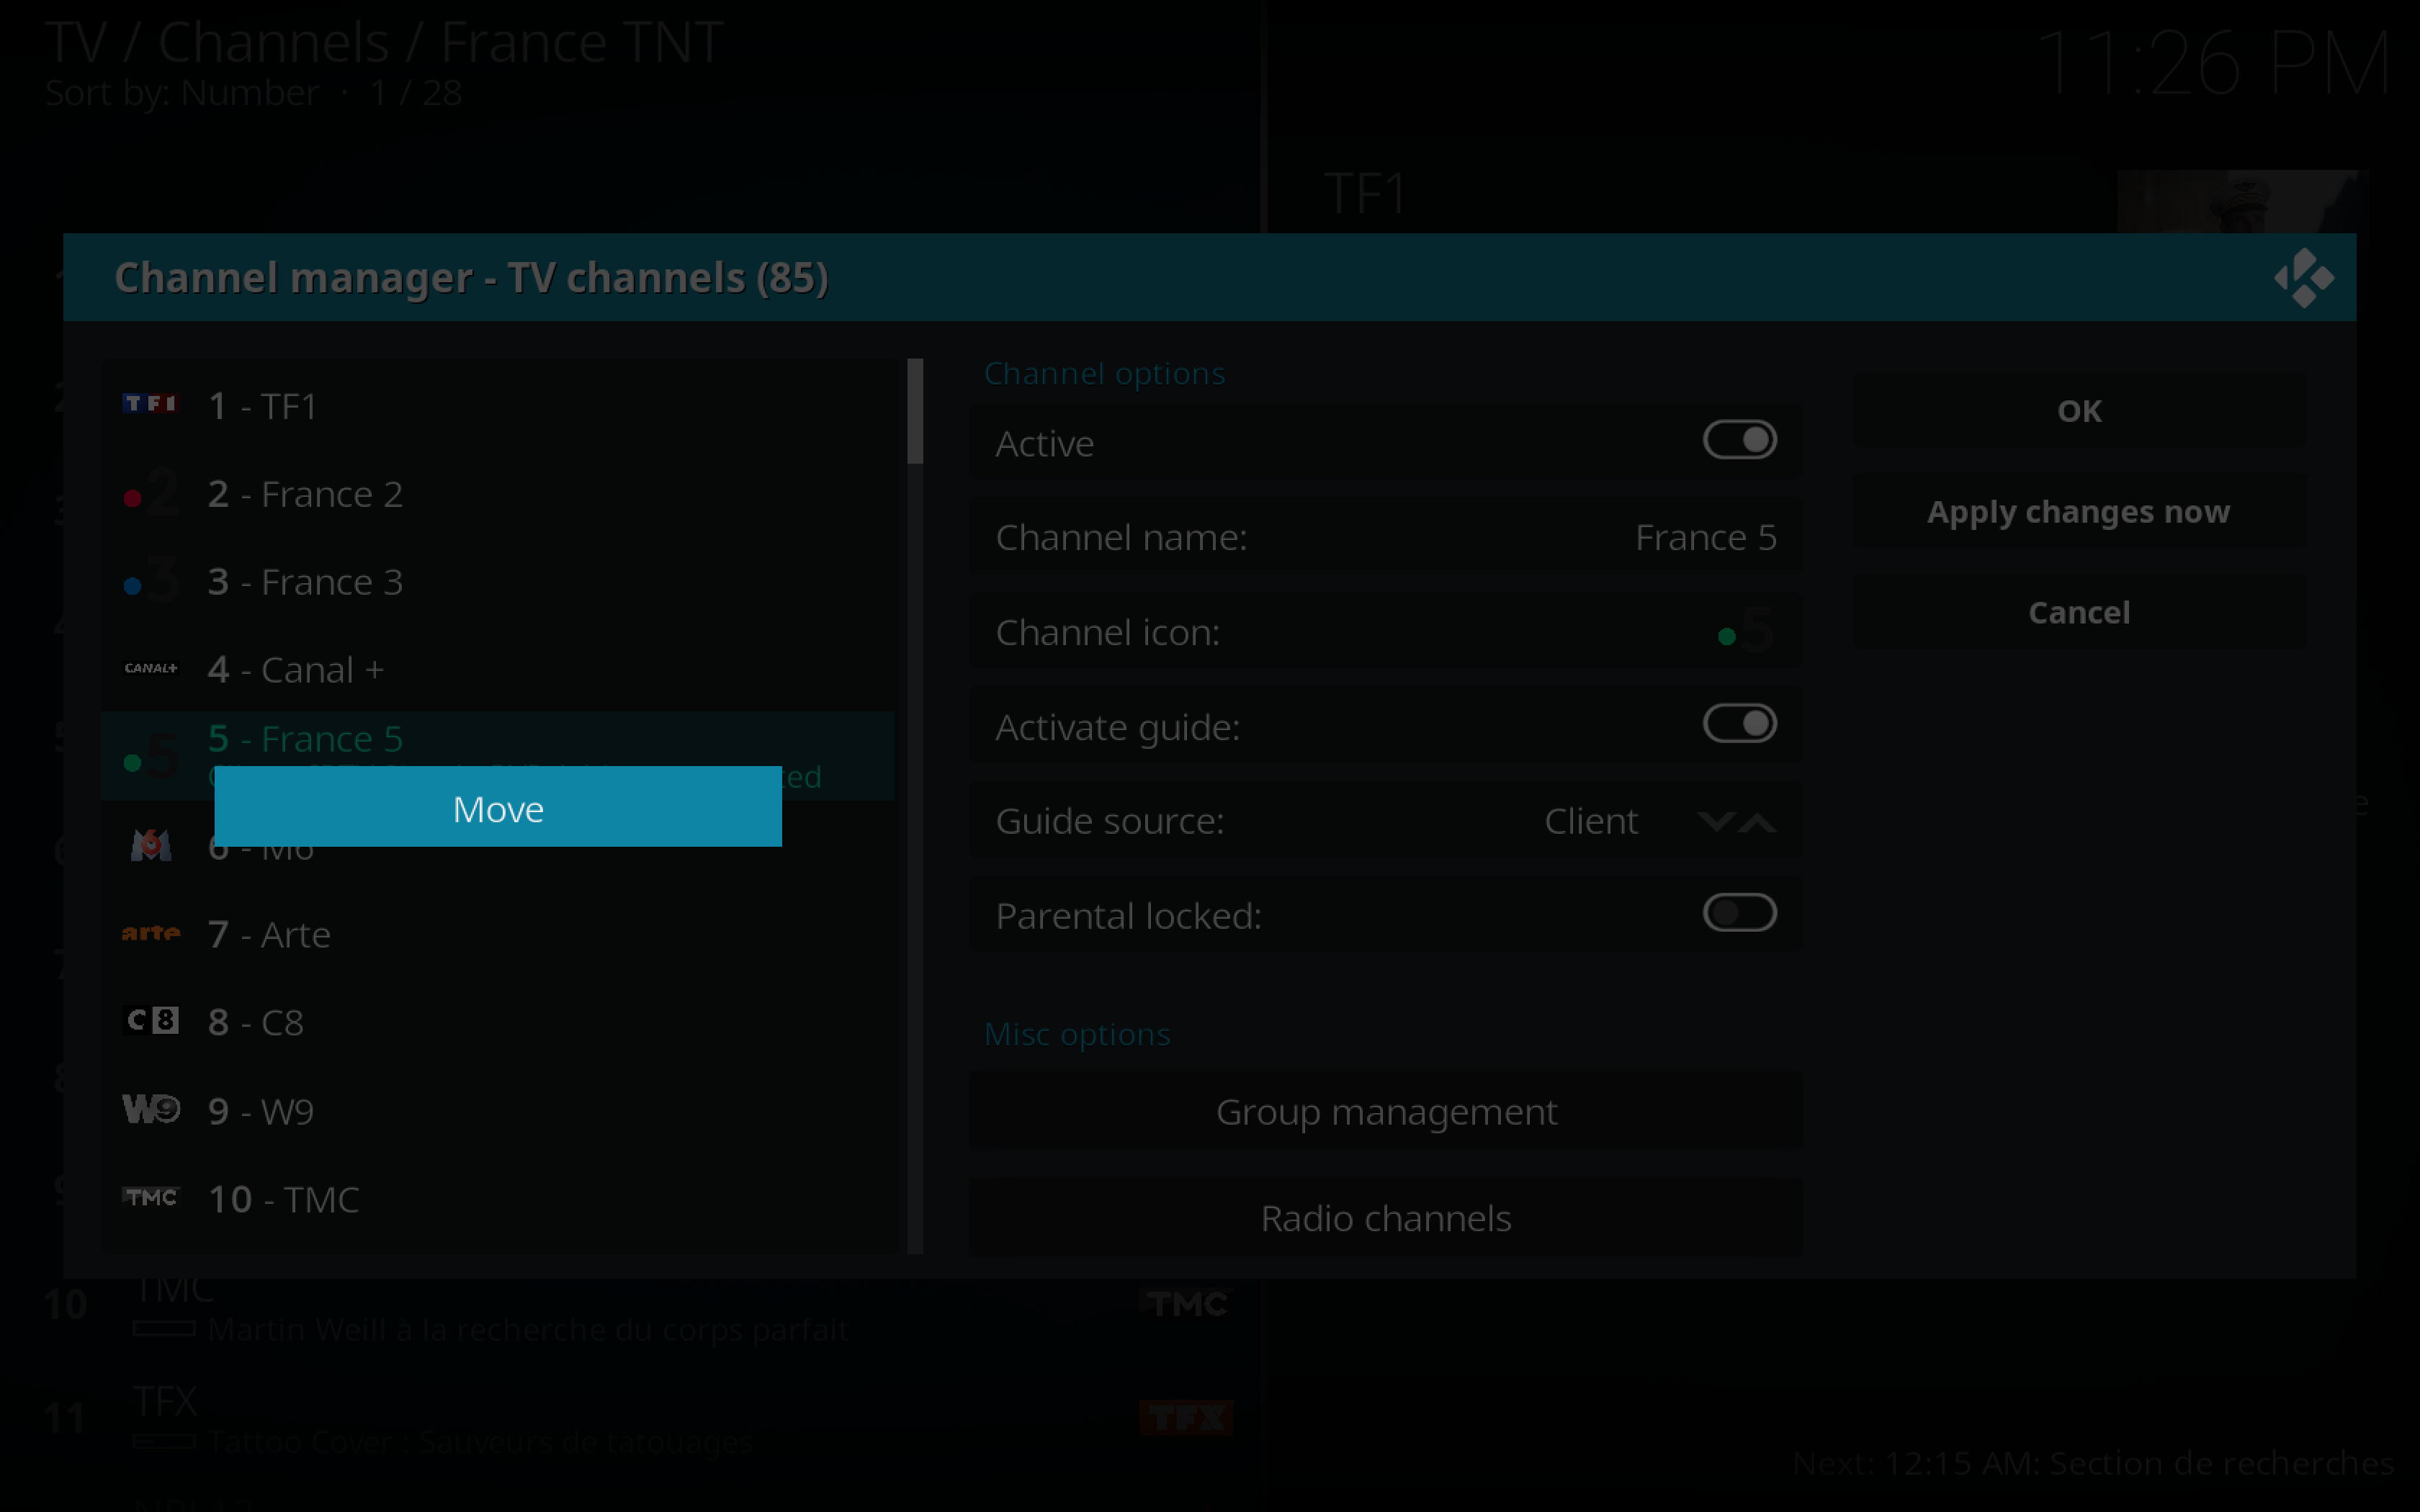 TV / Channels / France TNT
Sort by: Number · 1 / 28
11:26 PM
TF1
Channel manager - TV channels (85)
TF1 1 - TF1
2 2 - France 2
3 3 - France 3
CANAL+ 4 - Canal +
5 5 - France 5
Move
6 - M6
arte 7 - Arte
C8 8 - C8
W9 9 - W9
TMC 10 - TMC
Channel options
Active
Channel name: France 5
Channel icon: 5
Activate guide:
Guide source: Client
Parental locked:
Misc options
Group management
Radio channels
OK
Apply changes now
Cancel
10 TMC TMC
Martin Weill à la recherche du corps parfait
11 TFX TFX
Tattoo Cover : Sauveurs de tatouages
Next: 12:15 AM: Section de recherches